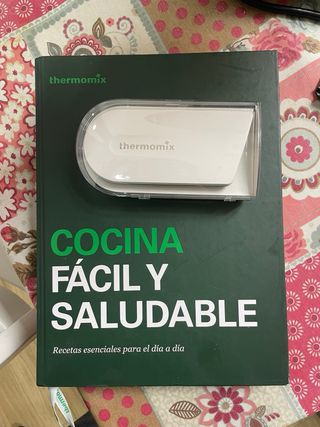 thermomix
thermomix
COCINA
FÁCIL Y
SALUDABLE
Recetas esenciales para el día a día